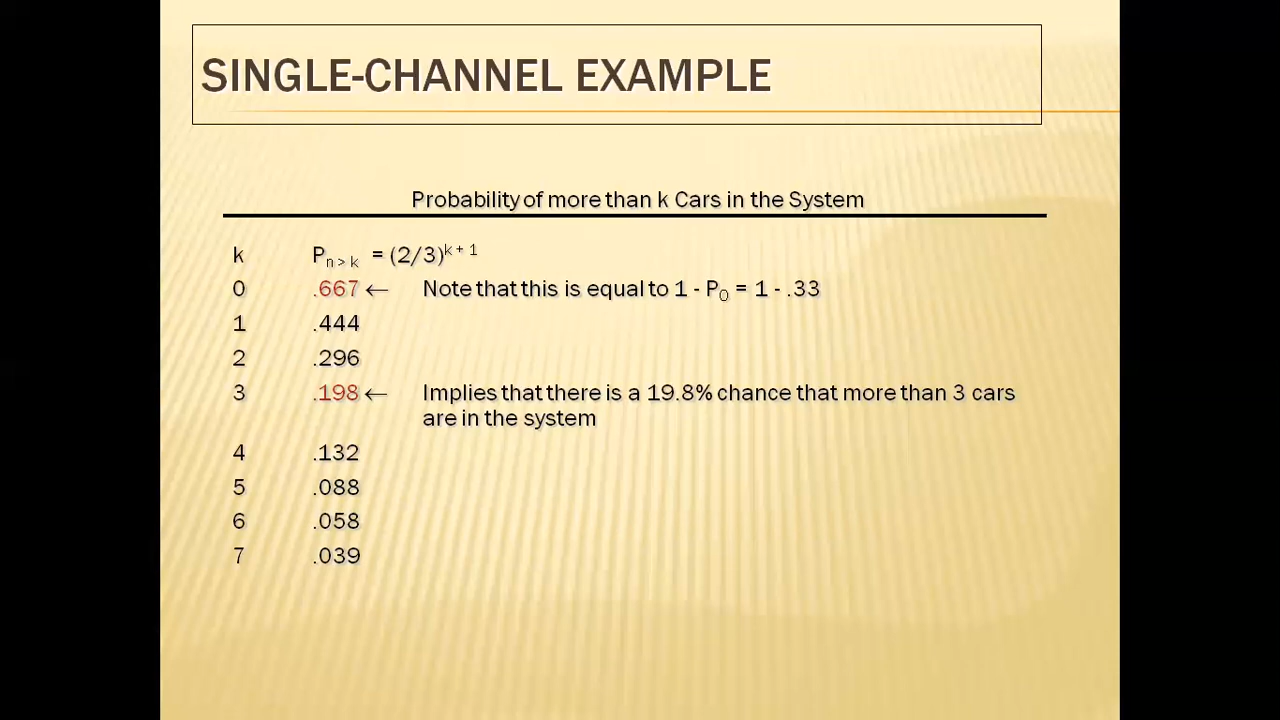 SINGLE-CHANNEL EXAMPLE
Probability of more than k Cars in the System
k Pn > k = (2/3)k + 1
0 .667 ← Note that this is equal to 1 - P0 = 1 - .33
1 .444
2 .296
3 .198 ← Implies that there is a 19.8% chance that more than 3 cars
are in the system
4 .132
5 .088
6 .058
7 .039